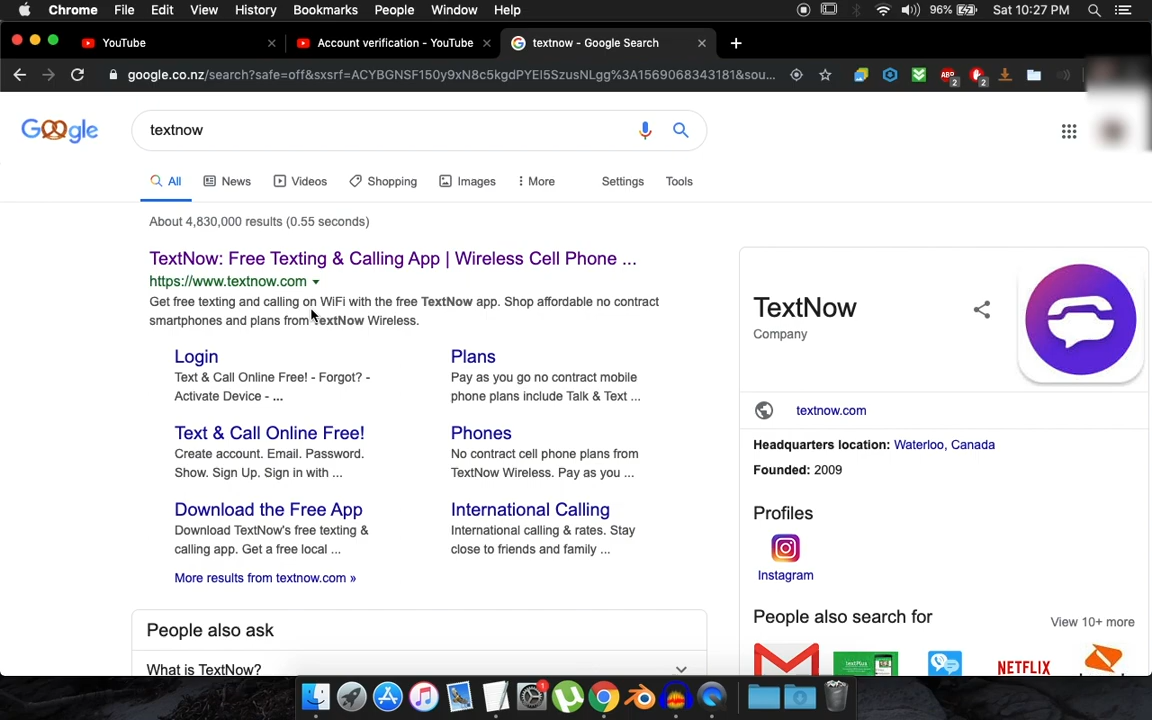 Chrome File Edit View History Bookmarks People Window Help 96% Sat 10:27 PM
YouTube Account verification - YouTube textnow - Google Search
google.co.nz/search?safe=off&sxsrf=ACYBGNSF150y9xN8c5kgdPYEl5SzusNLgg%3A1569068343181&sou...
ABP 2 2
Google textnow
All News Videos Shopping Images More Settings Tools
About 4,830,000 results (0.55 seconds)
TextNow: Free Texting & Calling App | Wireless Cell Phone ...
https://www.textnow.com
Get free texting and calling on WiFi with the free TextNow app. Shop affordable no contract
smartphones and plans from TextNow Wireless.
Login
Text & Call Online Free! - Forgot? -
Activate Device - ...
Plans
Pay as you go no contract mobile
phone plans include Talk & Text ...
Text & Call Online Free!
Create account. Email. Password.
Show. Sign Up. Sign in with ...
Phones
No contract cell phone plans from
TextNow Wireless. Pay as you ...
Download the Free App
Download TextNow's free texting &
calling app. Get a free local ...
International Calling
International calling & rates. Stay
close to friends and family ...
More results from textnow.com »
People also ask
What is TextNow?
TextNow
Company
textnow.com
Headquarters location: Waterloo, Canada
Founded: 2009
Profiles
Instagram
People also search for View 10+ more
textPlus
NETFLIX
1